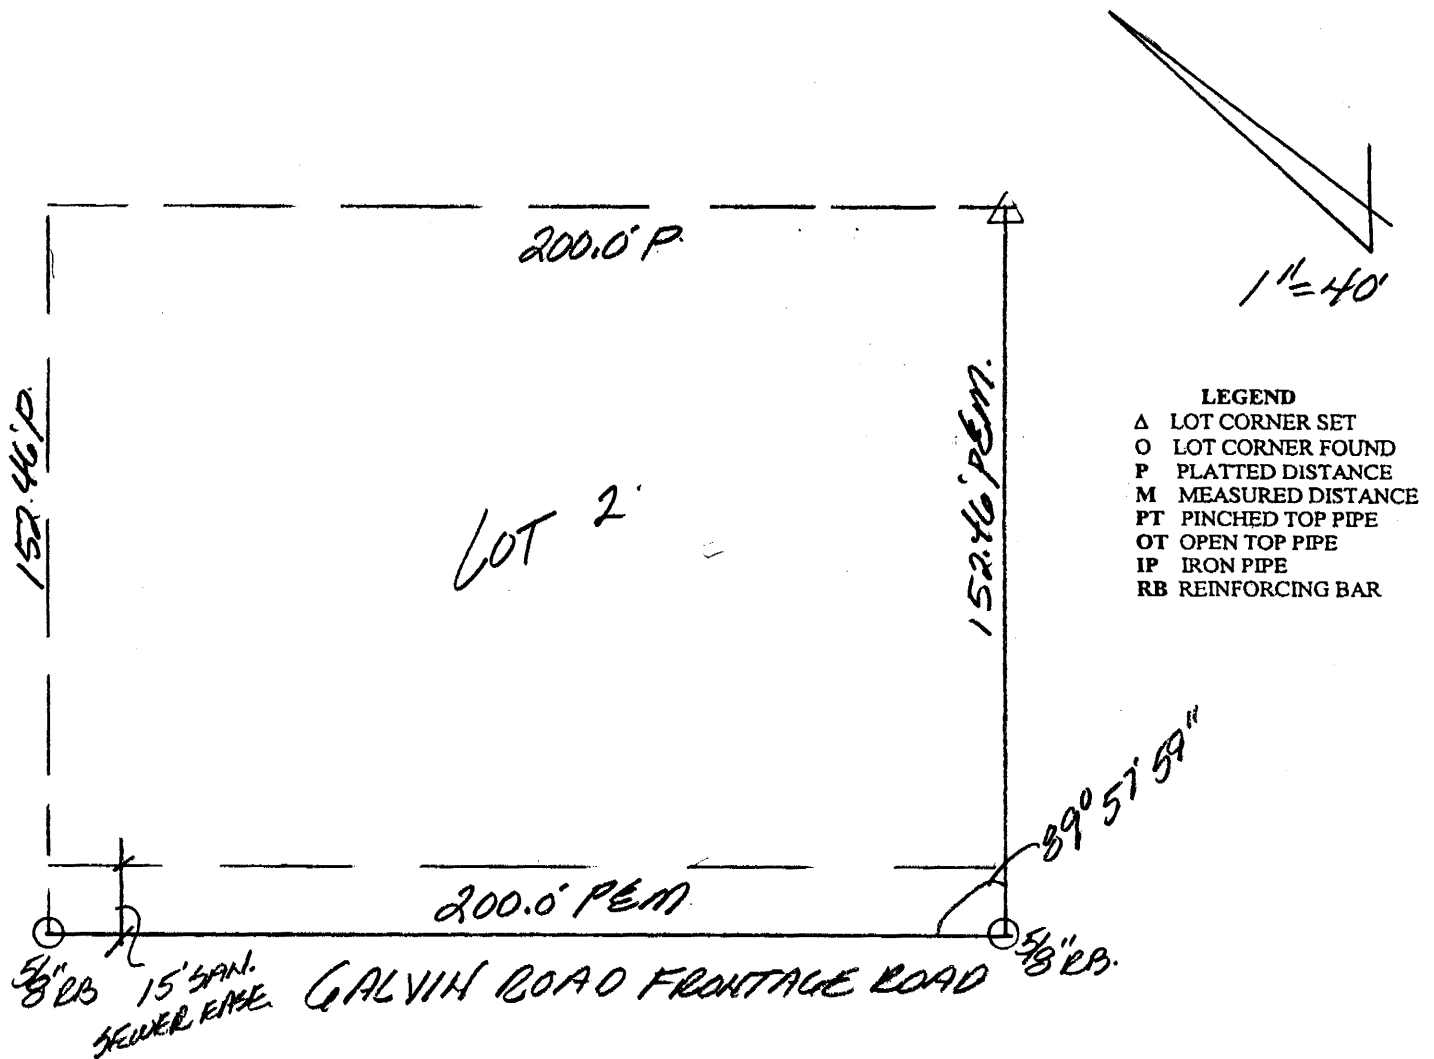 200.0' P.
1"=40'
152.46' P.
LOT 2
152.46' P&M.
LEGEND
Δ LOT CORNER SET
O LOT CORNER FOUND
P PLATTED DISTANCE
M MEASURED DISTANCE
PT PINCHED TOP PIPE
OT OPEN TOP PIPE
IP IRON PIPE
RB REINFORCING BAR
89° 57' 59"
200.0' P&M
5/8" RB
15' SAN.
SEWER EASE.
GALVIN ROAD FRONTAGE ROAD
5/8" RB.